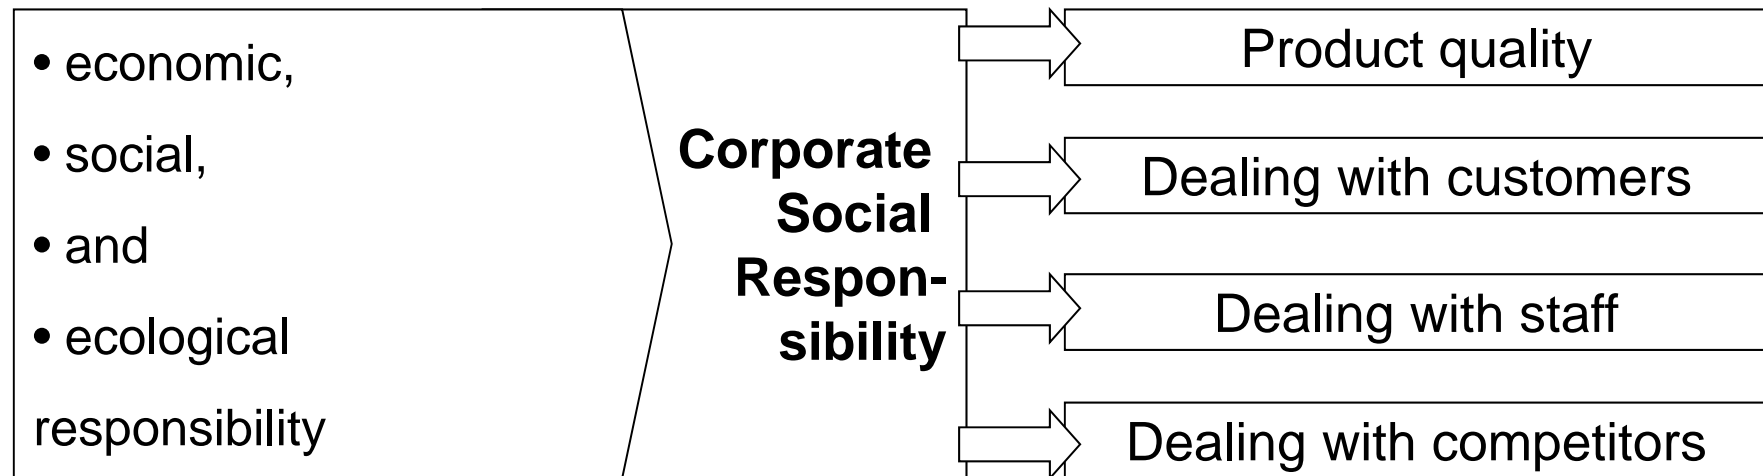 • economic,
• social,
• and
• ecological
responsibility
Corporate
Social
Respon-
sibility
Product quality
Dealing with customers
Dealing with staff
Dealing with competitors